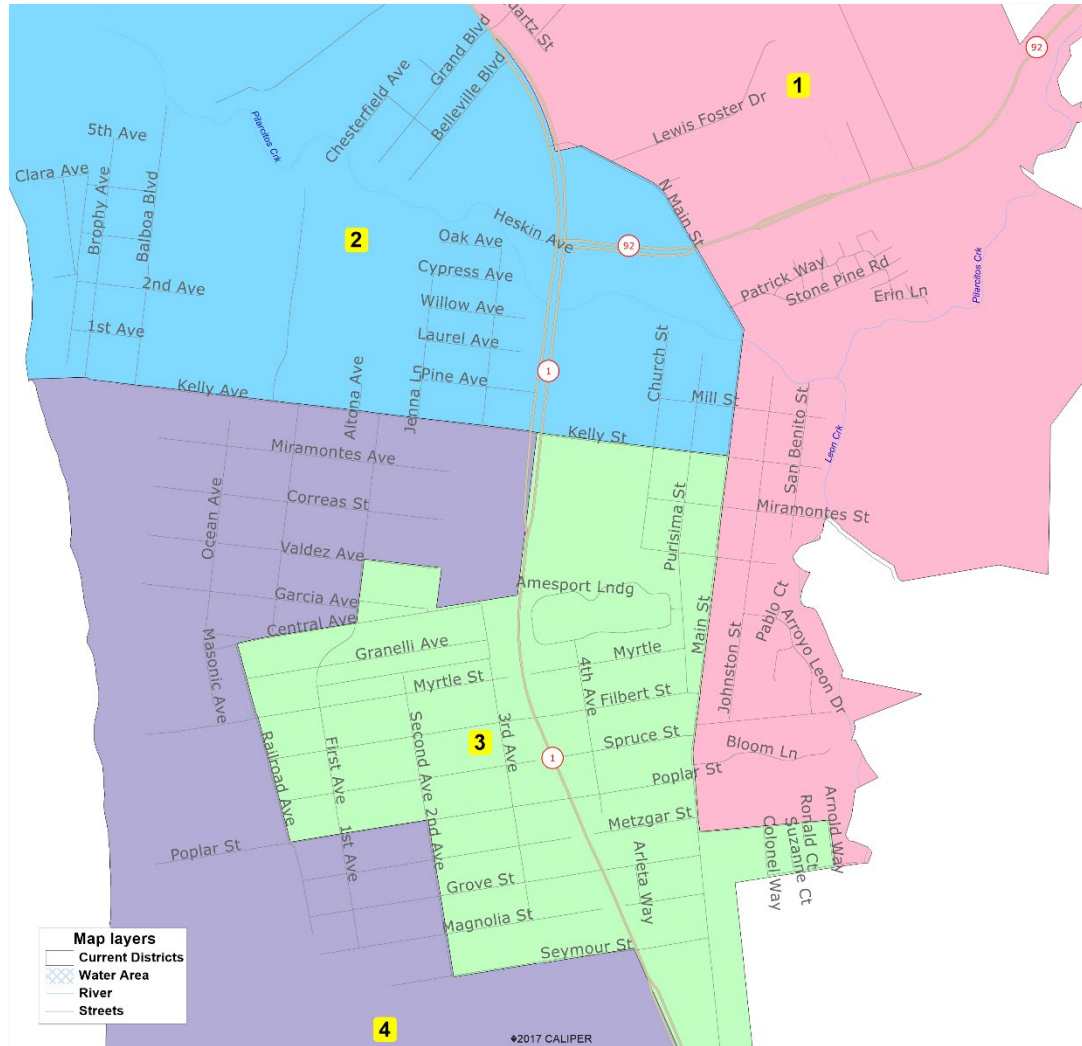 Quartz St
Grand Blvd
92
Chesterfield Ave
Belleville Blvd
1
Lewis Foster Dr
5th Ave
Pilarcitos Crk
Clara Ave
Brophy Ave
Balboa Blvd
N Main St
Heskin Ave
2
Oak Ave
92
Cypress Ave
Patrick Way
Stone Pine Rd
Pilarcitos Crk
2nd Ave
Erin Ln
Willow Ave
1st Ave
Laurel Ave
Church St
1
Pine Ave
Kelly Ave
Altona Ave
Jenna Ln
Mill St
San Benito St
Kelly St
Leon Crk
Miramontes Ave
Ocean Ave
Correas St
Purisima St
Miramontes St
Valdez Ave
Amesport Lndg
Garcia Ave
Central Ave
Main St
Pablo Ct
Masonic Ave
Granelli Ave
Myrtle
Johnston St
Arroyo Leon Dr
Myrtle St
4th Ave
Filbert St
Railroad Ave
First Ave
Second Ave
3
3rd Ave
Spruce St
Bloom Ln
1
Poplar St
Metzgar St
Poplar St
1st Ave
2nd Ave
Arleta Way
Colonel Way
Suzanne Ct
Ronald Ct
Arnold Way
Grove St
Magnolia St
Seymour St
Map layers
Current Districts
Water Area
River
Streets
4
©2017 CALIPER